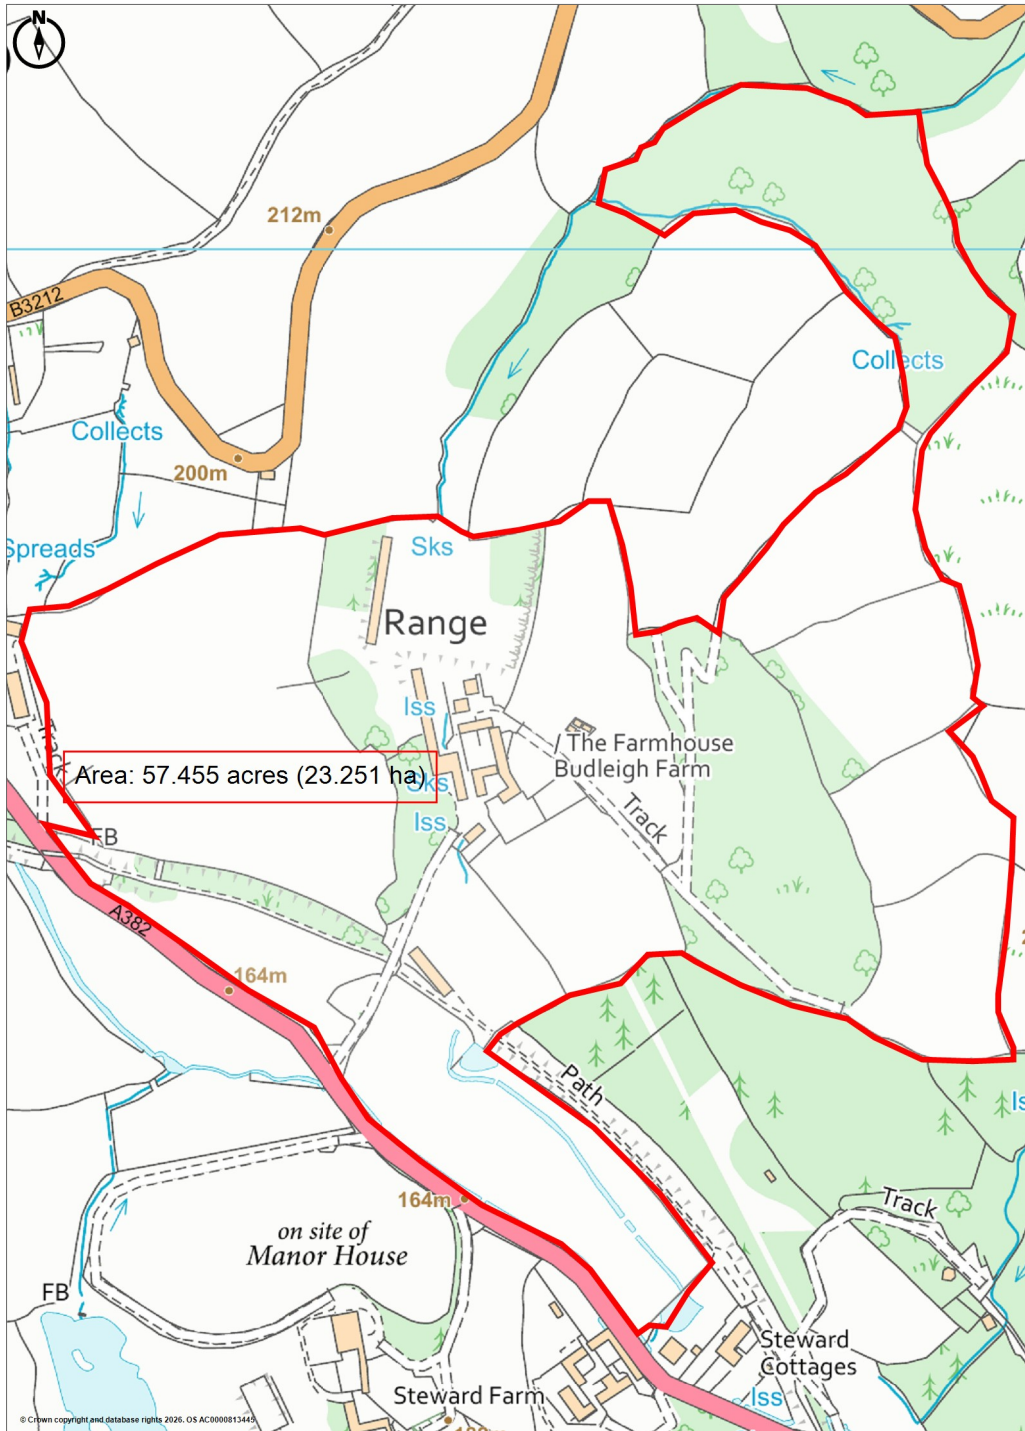 N
212m
B3212
Collects
Collects
200m
Spreads
Sks
Range
Iss
The Farmhouse
Budleigh Farm
Track
Area: 57.455 acres (23.251 ha)
Sks
Iss
Track
FB
A382
164m
Path
164m
Track
on site of
Manor House
FB
Steward
Cottages
Steward Farm
Iss
© Crown copyright and database rights 2026. OS AC0000813445